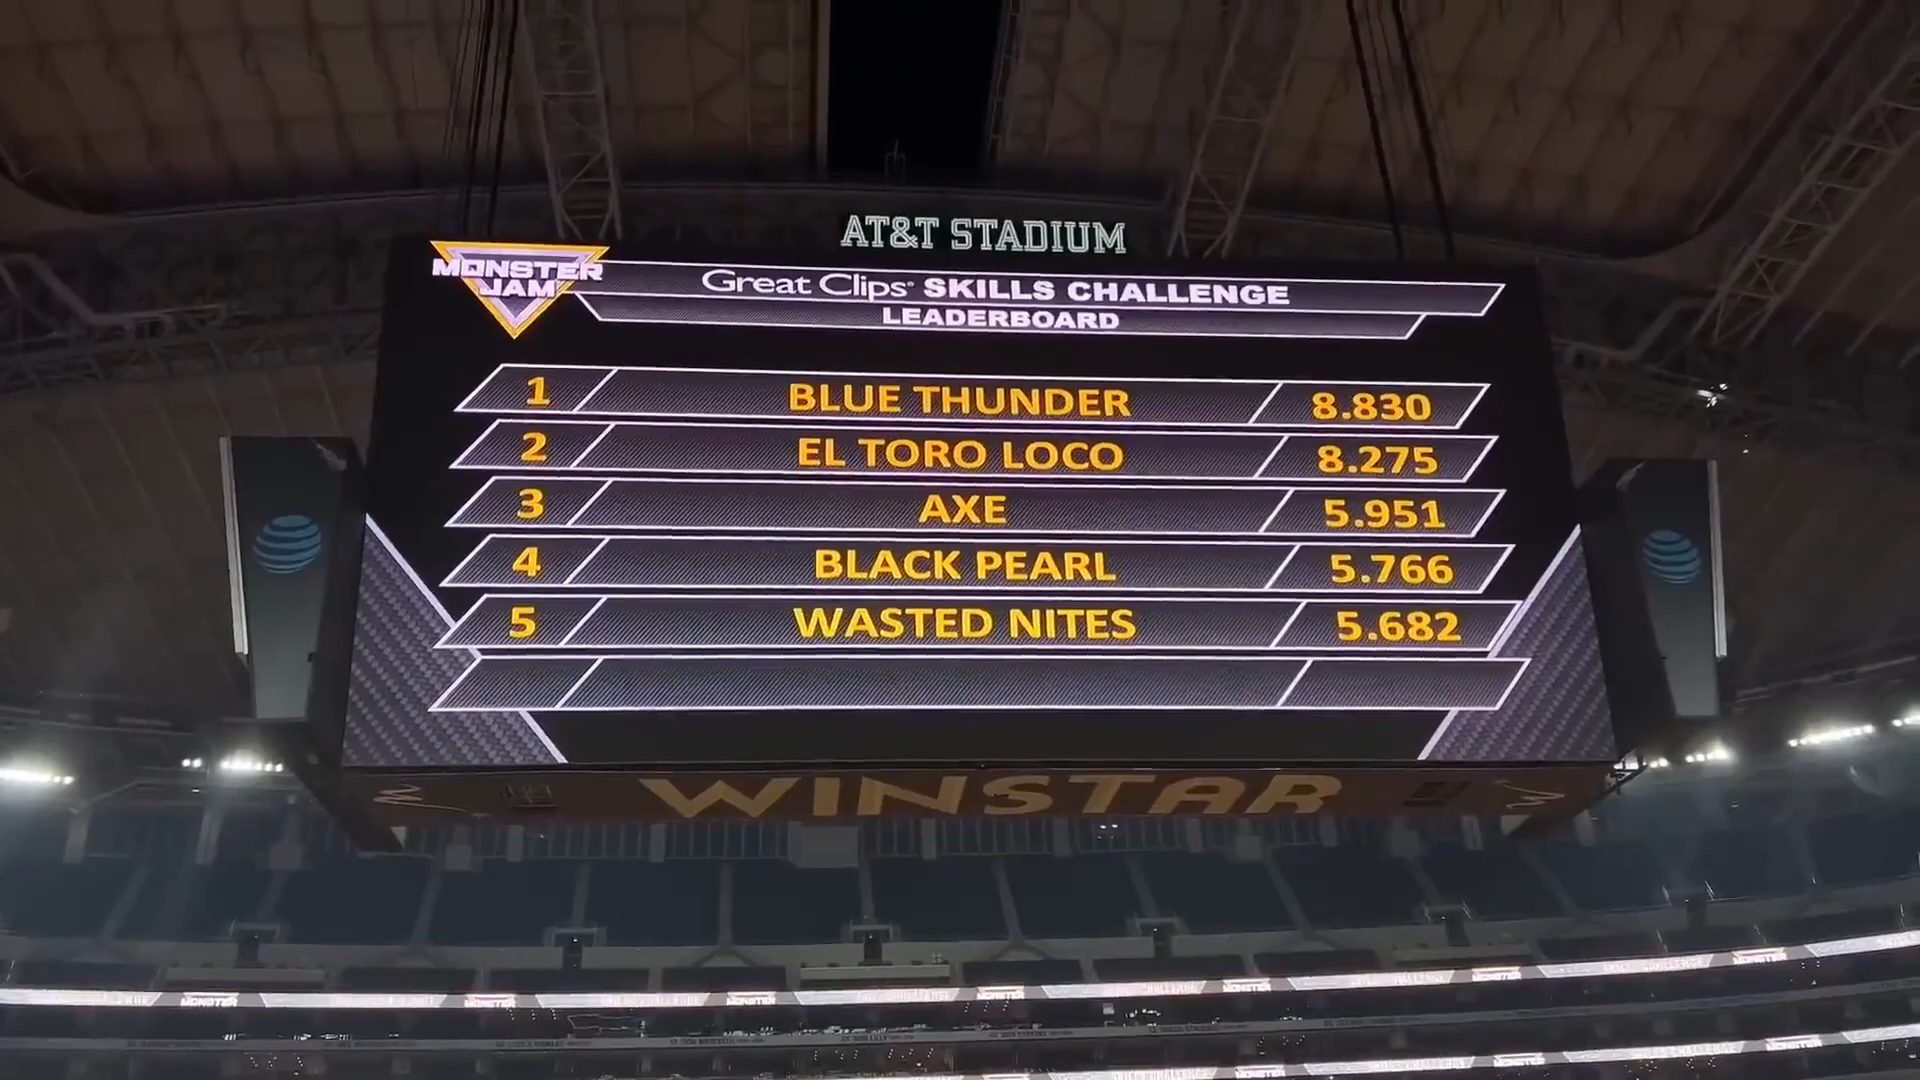 AT&T STADIUM
MONSTER
JAM
Great Clips® SKILLS CHALLENGE
LEADERBOARD
1 BLUE THUNDER 8.830
2 EL TORO LOCO 8.275
3 AXE 5.951
4 BLACK PEARL 5.766
5 WASTED NITES 5.682
WINSTAR